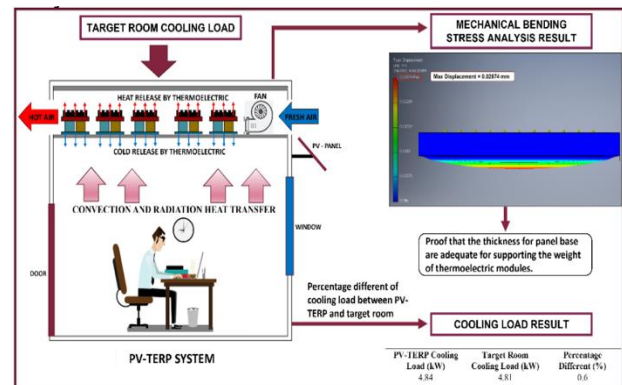 TARGET ROOM COOLING LOAD
MECHANICAL BENDING
STRESS ANALYSIS RESULT
HEAT RELEASE BY THERMOELECTRIC
FAN
HOT AIR
FRESH AIR
COLD RELEASE BY THERMOELECTRIC
PV - PANEL
CONVECTION AND RADIATION HEAT TRANSFER
WINDOW
DOOR
Max Displacement = 0.02874 mm
Proof that the thickness for panel base
are adequate for supporting the weight
of thermoelectric modules.
Percentage different of
cooling load between PV-
TERP and target room
COOLING LOAD RESULT
PV-TERP SYSTEM
PV-TERP Cooling Load (kW)
Target Room Cooling Load (kW)
Percentage Different (%)
4.84 4.81 0.6